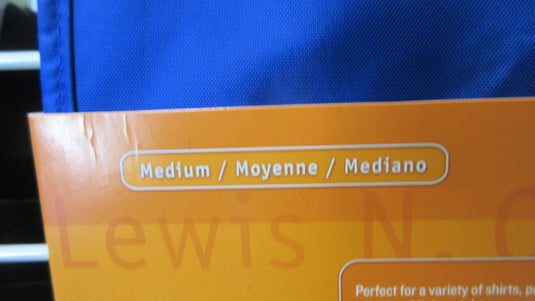 Medium / Moyenne / Mediano
Lewis N.
Perfect for a variety of shirts,